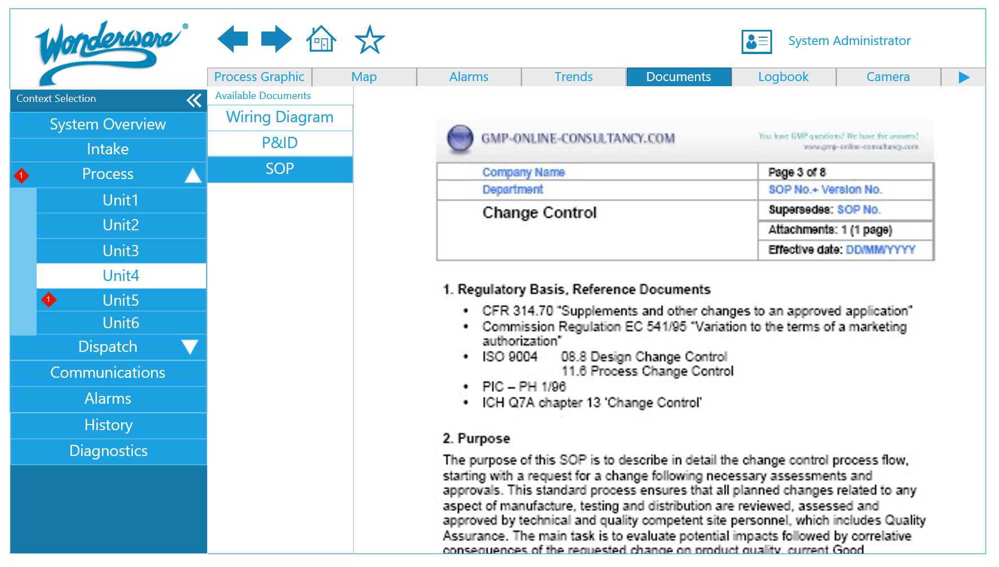 Wonderware®
System Administrator
Process Graphic
Map
Alarms
Trends
Documents
Logbook
Camera
Context Selection
System Overview
Intake
1
Process
Unit1
Unit2
Unit3
Unit4
1
Unit5
Unit6
Dispatch
Communications
Alarms
History
Diagnostics
Available Documents
Wiring Diagram
P&ID
SOP
GMP-ONLINE-CONSULTANCY.COM
You have GMP questions? We have the answers!
www.gmp-online-consultancy.com
Company Name
Page 3 of 8
Department
SOP No.+ Version No.
Change Control
Supersedes: SOP No.
Attachments: 1 (1 page)
Effective date: DD/MM/YYYY
1. Regulatory Basis, Reference Documents
• CFR 314.70 "Supplements and other changes to an approved application"
• Commission Regulation EC 541/95 "Variation to the terms of a marketing
authorization"
• ISO 9004 08.8 Design Change Control
11.6 Process Change Control
• PIC – PH 1/96
• ICH Q7A chapter 13 'Change Control'
2. Purpose
The purpose of this SOP is to describe in detail the change control process flow,
starting with a request for a change following necessary assessments and
approvals. This standard process ensures that all planned changes related to any
aspect of manufacture, testing and distribution are reviewed, assessed and
approved by technical and quality competent site personnel, which includes Quality
Assurance. The main task is to evaluate potential impacts followed by correlative
consequences of the requested change on product quality, current Good